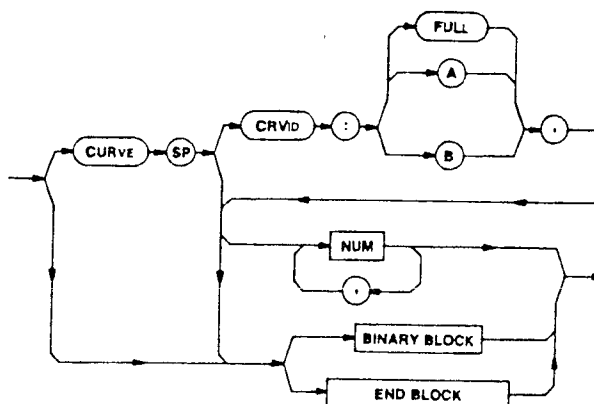 FULL
A
CRVID :
B
,
CURVE SP
NUM
,
BINARY BLOCK
END BLOCK